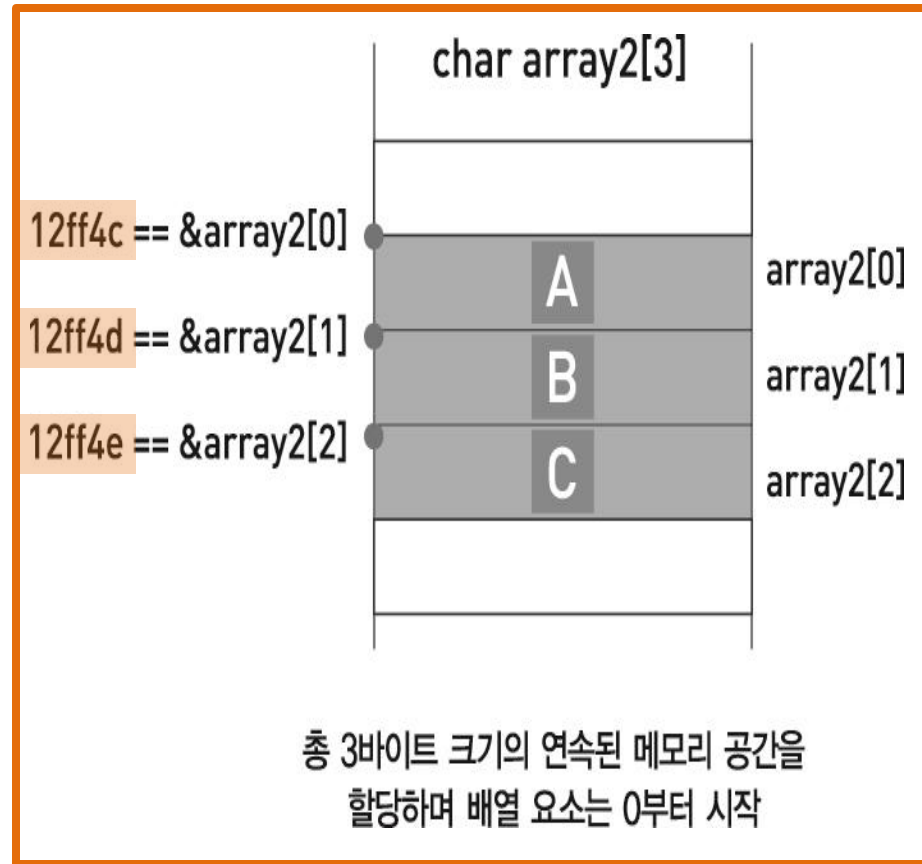 char array2[3]
12ff4c == &array2[0]
A
array2[0]
12ff4d == &array2[1]
B
array2[1]
12ff4e == &array2[2]
C
array2[2]
총 3바이트 크기의 연속된 메모리 공간을
할당하며 배열 요소는 0부터 시작